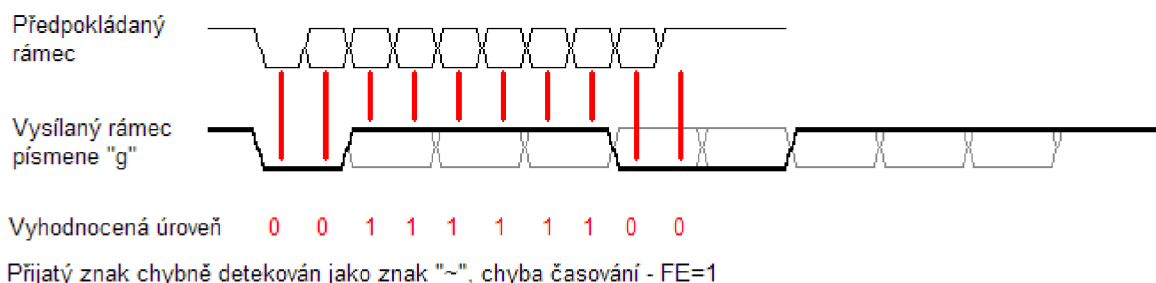 Předpokládaný
rámec
Vysílaný rámec
písmene "g"
Vyhodnocená úroveň 0 0 1 1 1 1 1 1 0 0
Přijatý znak chybně detekován jako znak "~", chyba časování - FE=1